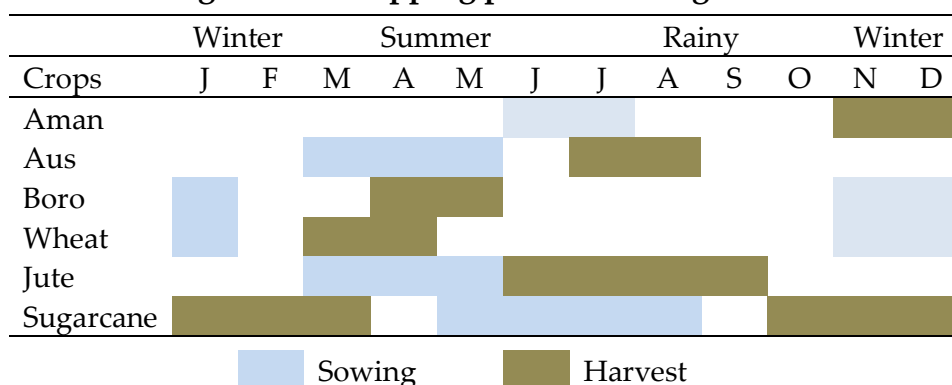 Winter Summer Rainy Winter
Crops J F M A M J J A S O N D
Aman
Aus
Boro
Wheat
Jute
Sugarcane
Sowing Harvest